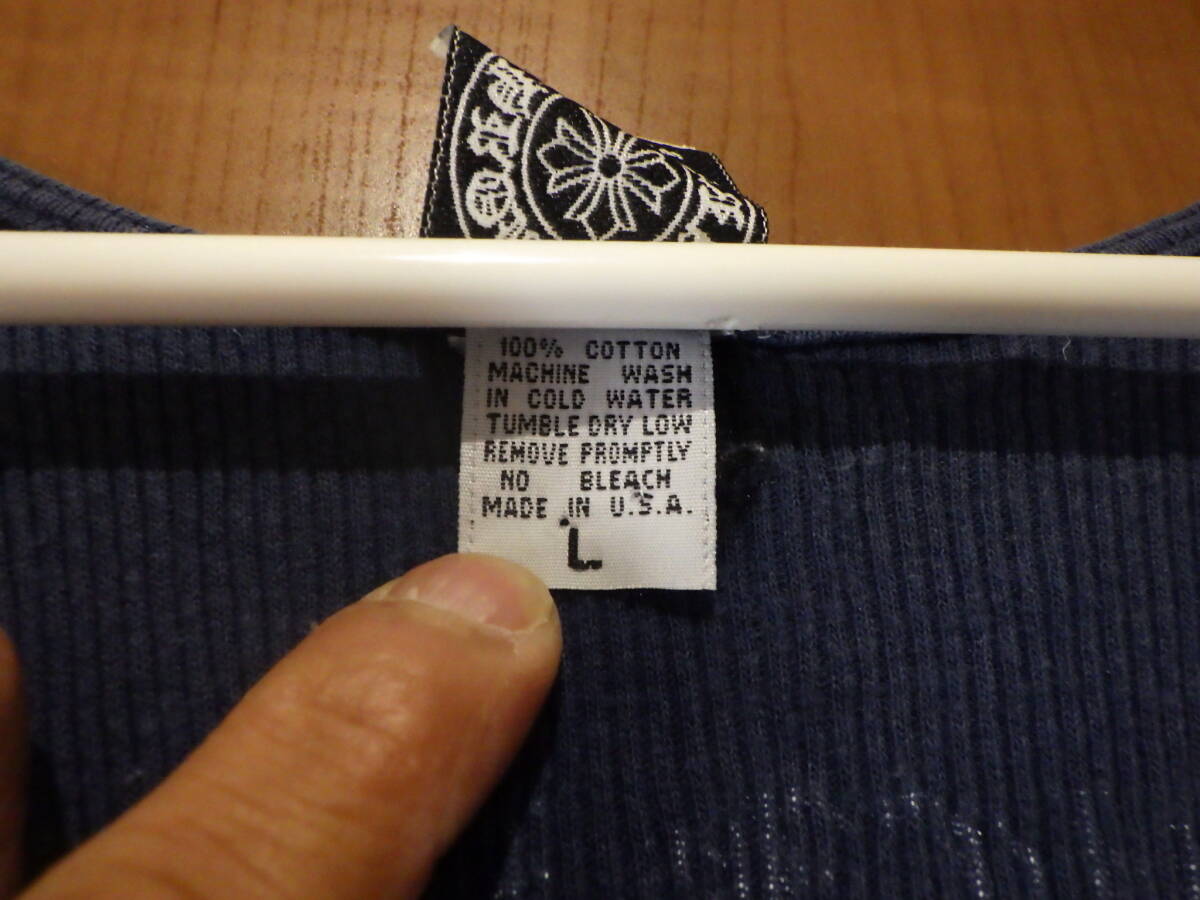 100% COTTON
MACHINE WASH
IN COLD WATER
TUMBLE DRY LOW
REMOVE PROMPTLY
NO BLEACH
MADE IN U.S.A.
L